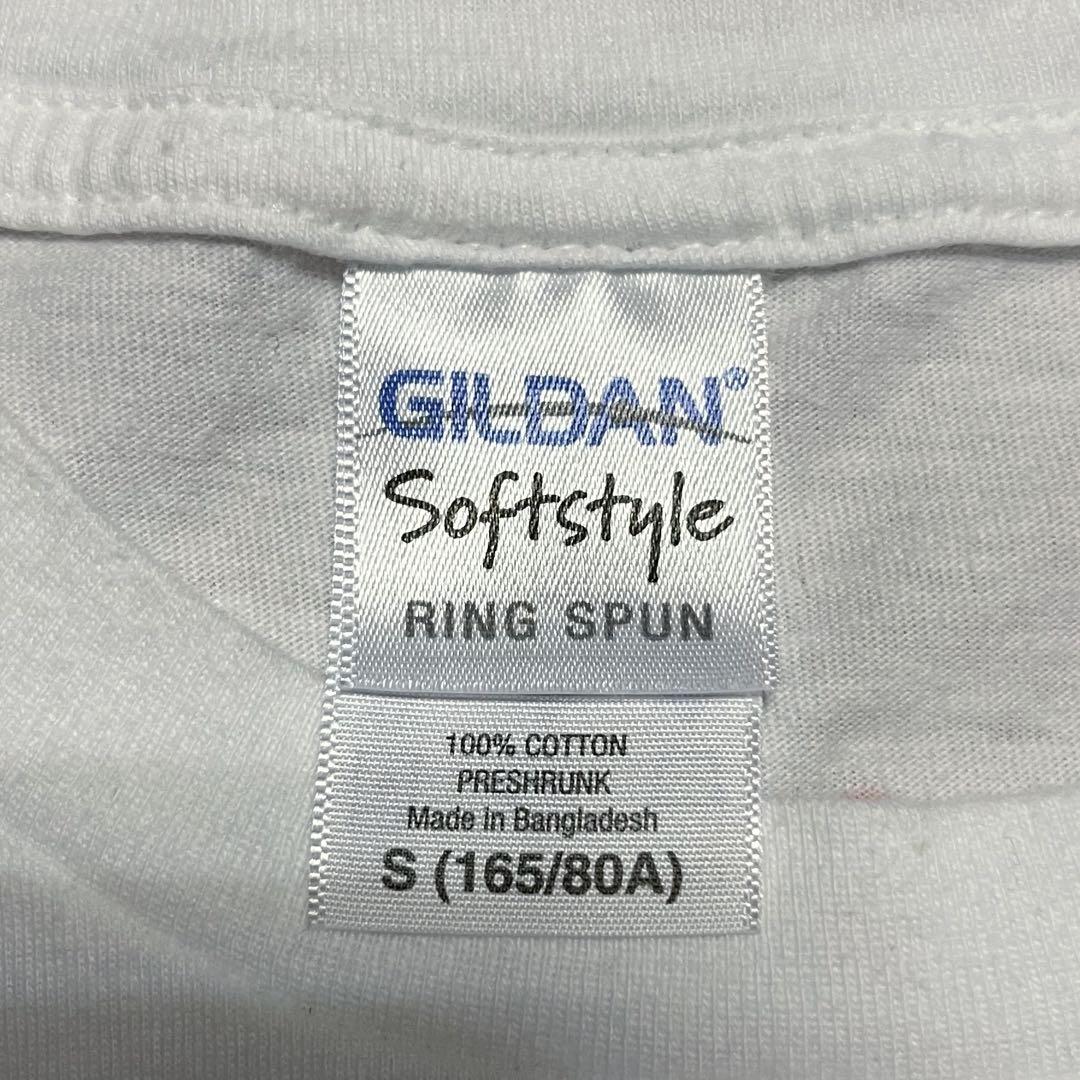 GILDAN®
Softstyle
RING SPUN
100% COTTON
PRESHRUNK
Made in Bangladesh
S (165/80A)